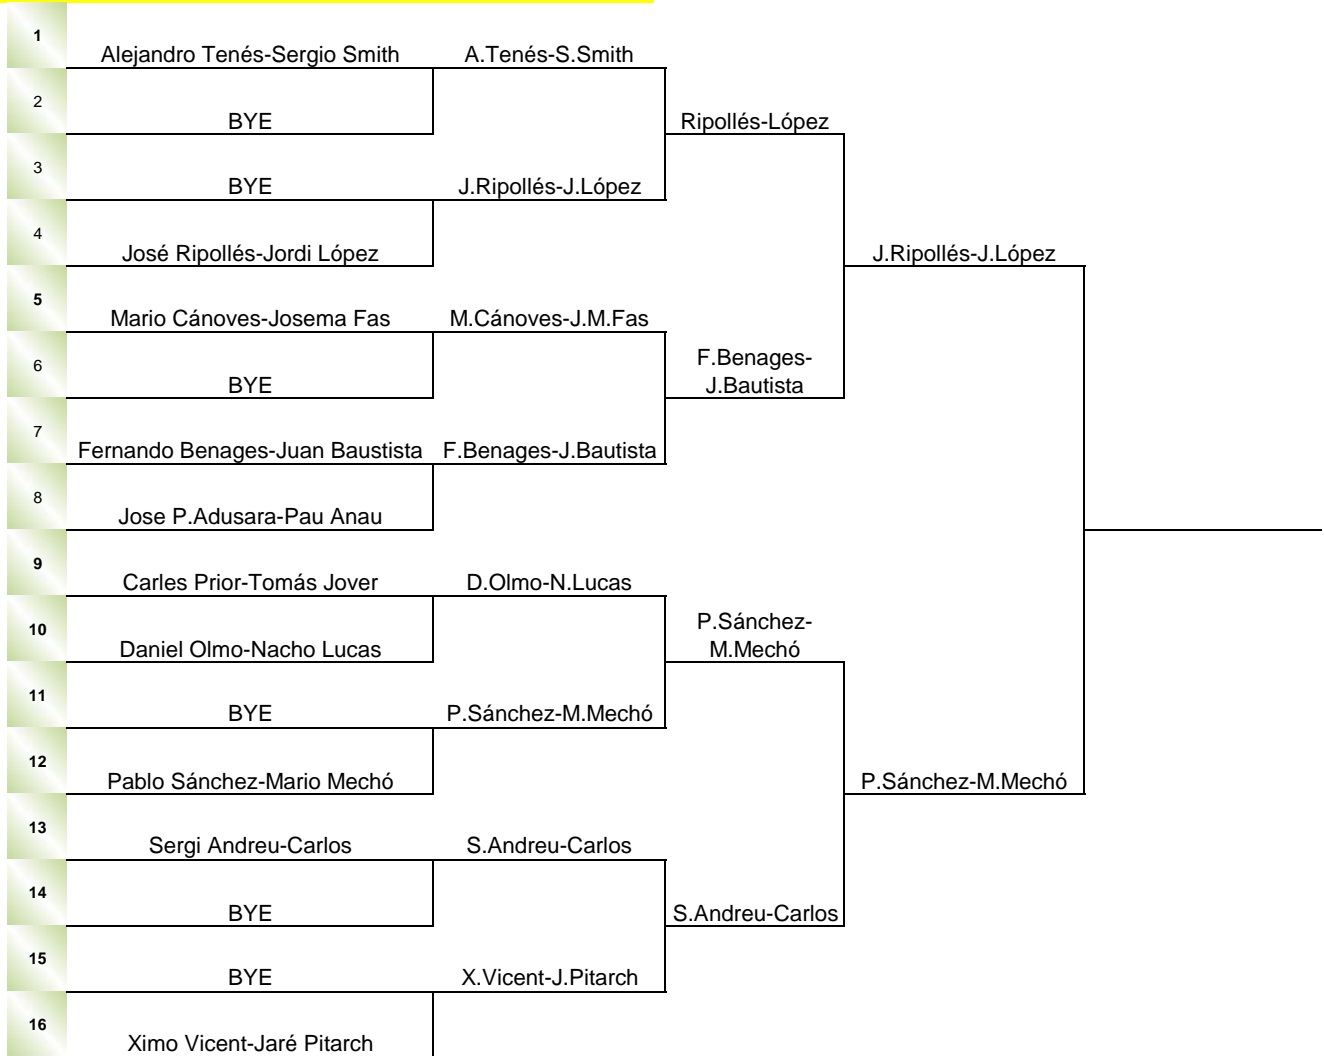 1
Alejandro Tenés-Sergio Smith
A.Tenés-S.Smith
2
BYE
Ripollés-López
3
BYE
J.Ripollés-J.López
4
José Ripollés-Jordi López
J.Ripollés-J.López
5
Mario Cánoves-Josema Fas
M.Cánoves-J.M.Fas
6
BYE
F.Benages-
J.Bautista
7
Fernando Benages-Juan Baustista
F.Benages-J.Bautista
8
Jose P.Adusara-Pau Anau
9
Carles Prior-Tomás Jover
D.Olmo-N.Lucas
10
Daniel Olmo-Nacho Lucas
P.Sánchez-
M.Mechó
11
BYE
P.Sánchez-M.Mechó
12
Pablo Sánchez-Mario Mechó
P.Sánchez-M.Mechó
13
Sergi Andreu-Carlos
S.Andreu-Carlos
14
BYE
S.Andreu-Carlos
15
BYE
X.Vicent-J.Pitarch
16
Ximo Vicent-Jaré Pitarch